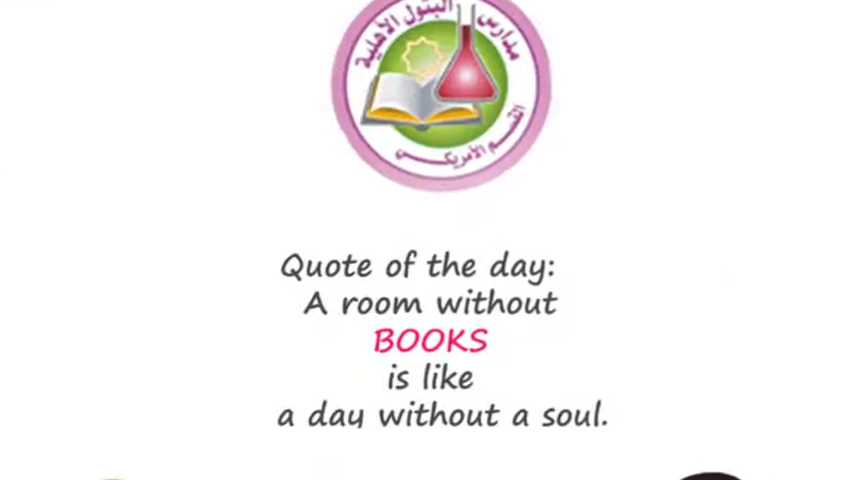 مدارس البتول الأهلية
القسم الأمريكي
Quote of the day:
A room without
BOOKS
is like
a day without a soul.